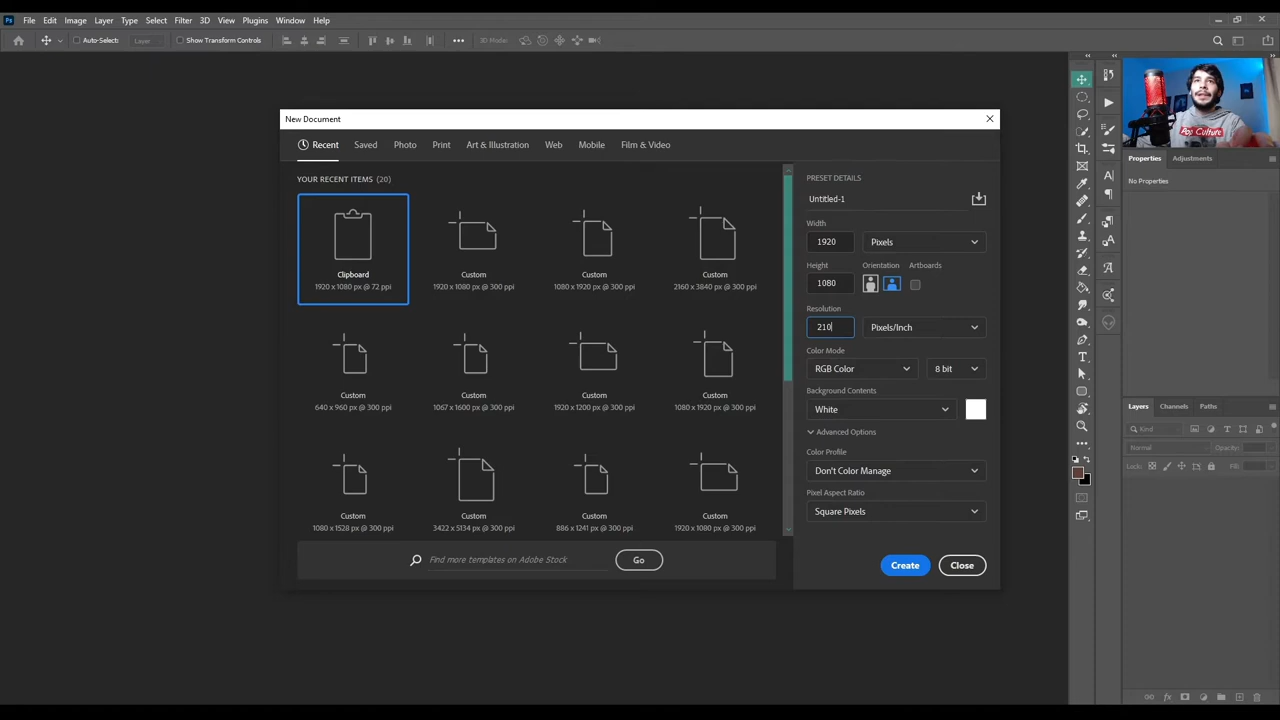 Ps File Edit Image Layer Type Select Filter 3D View Plugins Window Help
Auto-Select: Layer Show Transform Controls 3D Mode:
New Document
Recent Saved Photo Print Art & Illustration Web Mobile Film & Video
YOUR RECENT ITEMS (20)
Clipboard
1920 x 1080 px @ 72 ppi
Custom
1920 x 1080 px @ 300 ppi
Custom
1080 x 1920 px @ 300 ppi
Custom
2160 x 3840 px @ 300 ppi
Custom
640 x 960 px @ 300 ppi
Custom
1067 x 1600 px @ 300 ppi
Custom
1920 x 1200 px @ 300 ppi
Custom
1080 x 1920 px @ 300 ppi
Custom
1080 x 1528 px @ 300 ppi
Custom
3422 x 5134 px @ 300 ppi
Custom
886 x 1241 px @ 300 ppi
Custom
1920 x 1080 px @ 300 ppi
Find more templates on Adobe Stock
Go
PRESET DETAILS
Untitled-1
Width
1920 Pixels
Height Orientation Artboards
1080
Resolution
210 Pixels/Inch
Color Mode
RGB Color 8 bit
Background Contents
White
Advanced Options
Color Profile
Don't Color Manage
Pixel Aspect Ratio
Square Pixels
Create Close
Pop Culture
Properties Adjustments
No Properties
Layers Channels Paths
Kind
Normal Opacity:
Lock: Fill: